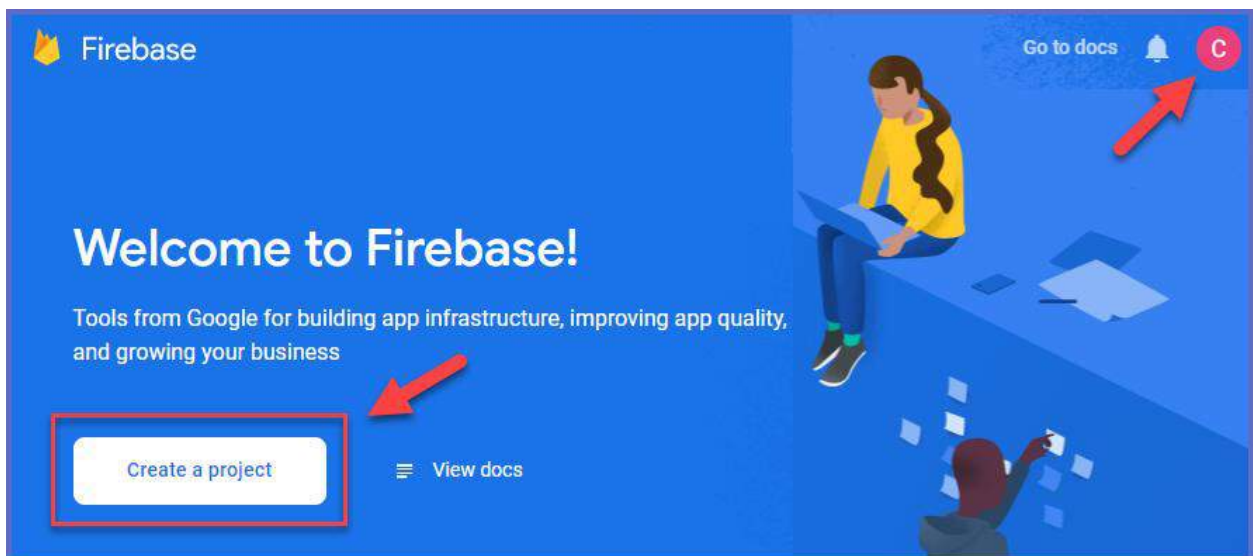 Firebase
Go to docs
C
Welcome to Firebase!
Tools from Google for building app infrastructure, improving app quality,
and growing your business
Create a project
View docs